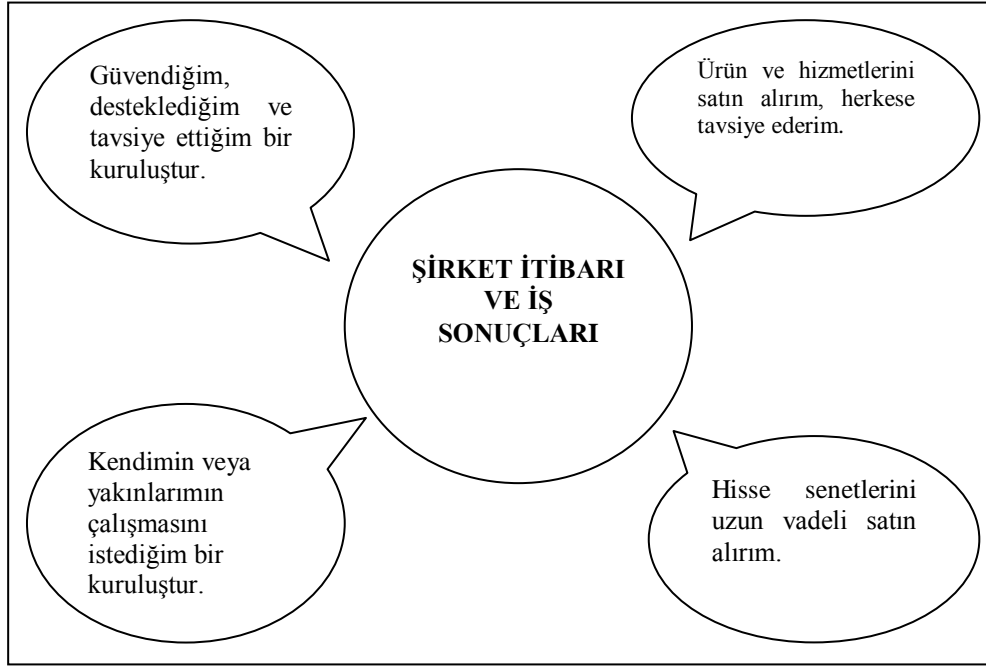 Güvendiğim,
desteklediğim ve
tavsiye ettiğim bir
kuruluştur.
Ürün ve hizmetlerini
satın alırım, herkese
tavsiye ederim.
ŞİRKET İTİBARI
VE İŞ
SONUÇLARI
Kendimin veya
yakınlarımın
çalışmasını
istediğim bir
kuruluştur.
Hisse senetlerini
uzun vadeli satın
alırım.